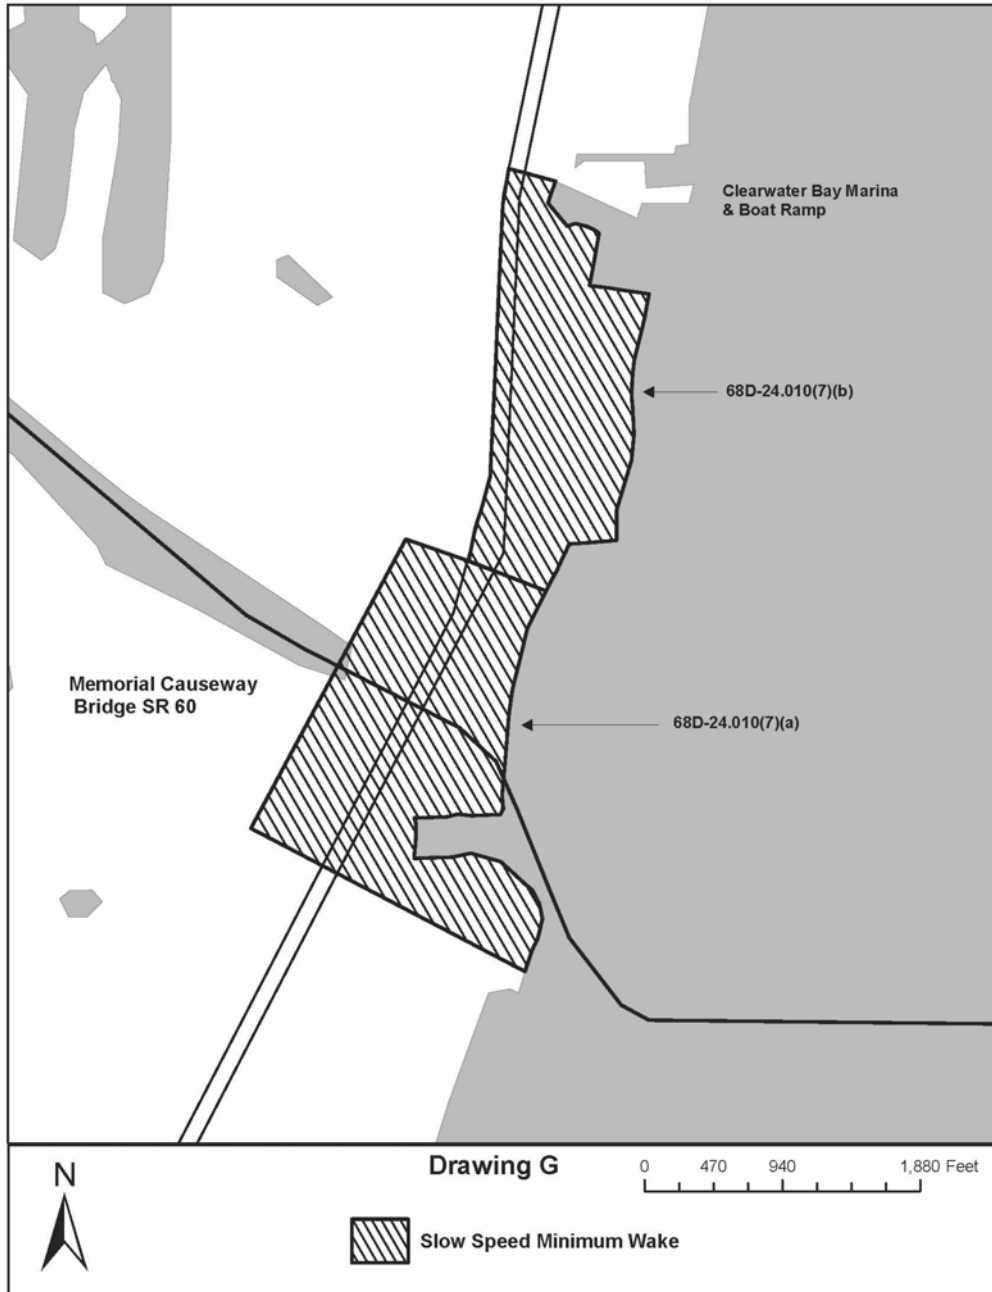 Clearwater Bay Marina
& Boat Ramp
68D-24.010(7)(b)
Memorial Causeway
Bridge SR 60
68D-24.010(7)(a)
N
Drawing G
0 470 940 1,880 Feet
Slow Speed Minimum Wake